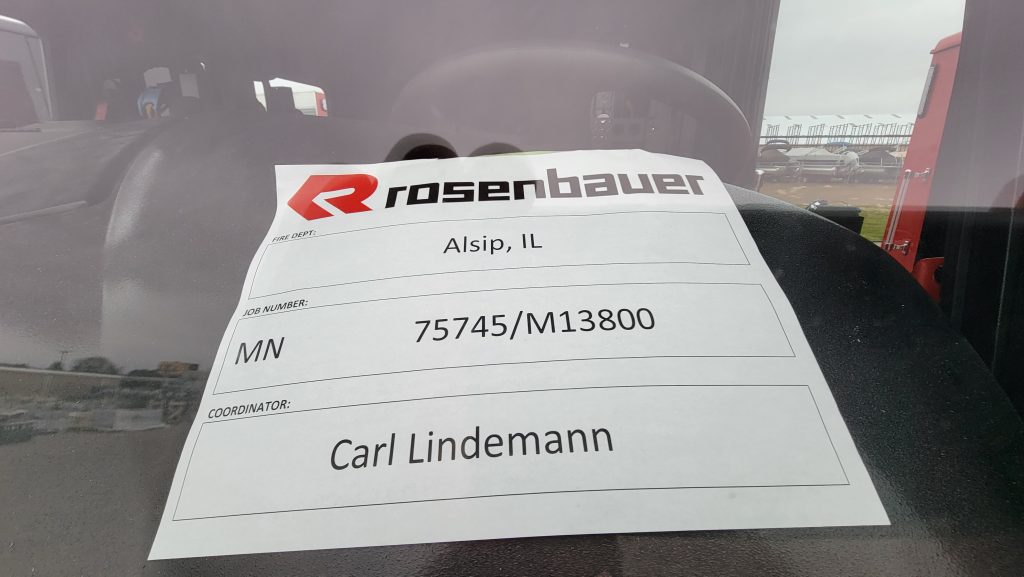 rosenbauer
FIRE DEPT:
Alsip, IL
JOB NUMBER:
MN 75745/M13800
COORDINATOR:
Carl Lindemann